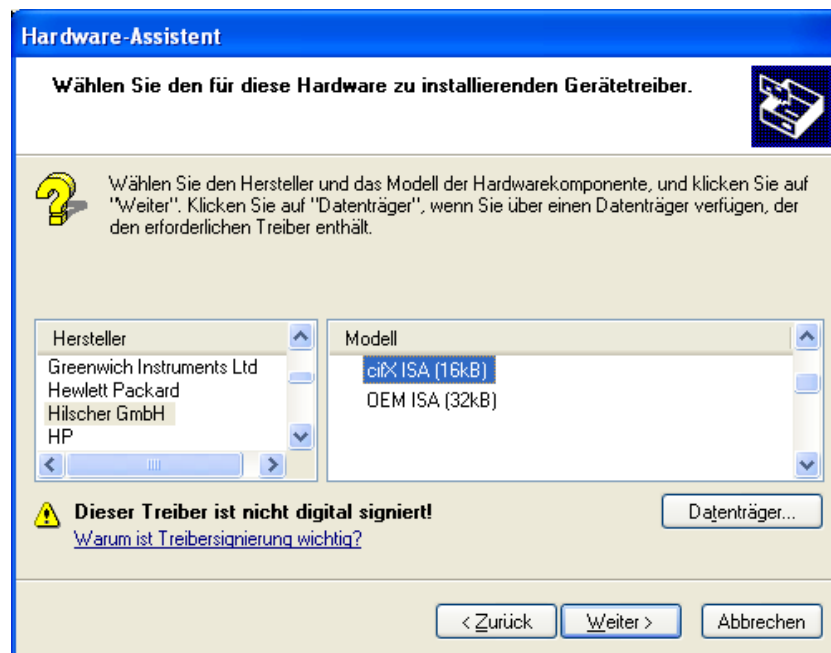 Hardware-Assistent
Wählen Sie den für diese Hardware zu installierenden Gerätetreiber.
Wählen Sie den Hersteller und das Modell der Hardwarekomponente, und klicken Sie auf
"Weiter". Klicken Sie auf "Datenträger", wenn Sie über einen Datenträger verfügen, der
den erforderlichen Treiber enthält.
Hersteller
Greenwich Instruments Ltd
Hewlett Packard
Hilscher GmbH
HP
Modell
cifX ISA (16kB)
OEM ISA (32kB)
Dieser Treiber ist nicht digital signiert!
Warum ist Treibersignierung wichtig?
Datenträger...
< Zurück
Weiter >
Abbrechen